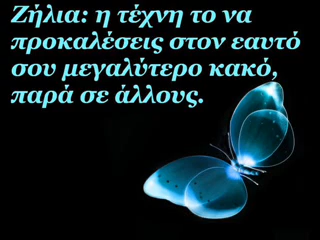 Ζήλια: η τέχνη το να
προκαλέσεις στον εαυτό
σου μεγαλύτερο κακό,
παρά σε άλλους.